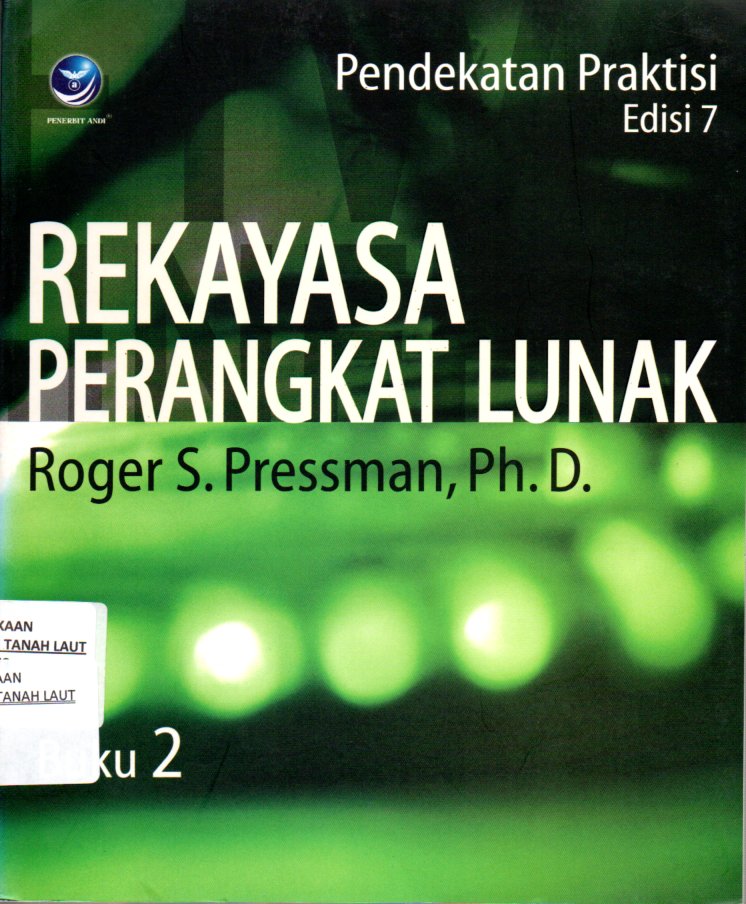 PENERBIT ANDI®
Pendekatan Praktisi
Edisi 7
REKAYASA
PERANGKAT LUNAK
Roger S. Pressman, Ph. D.
KAAN
TANAH LAUT
AAN
TANAH LAUT
Buku 2